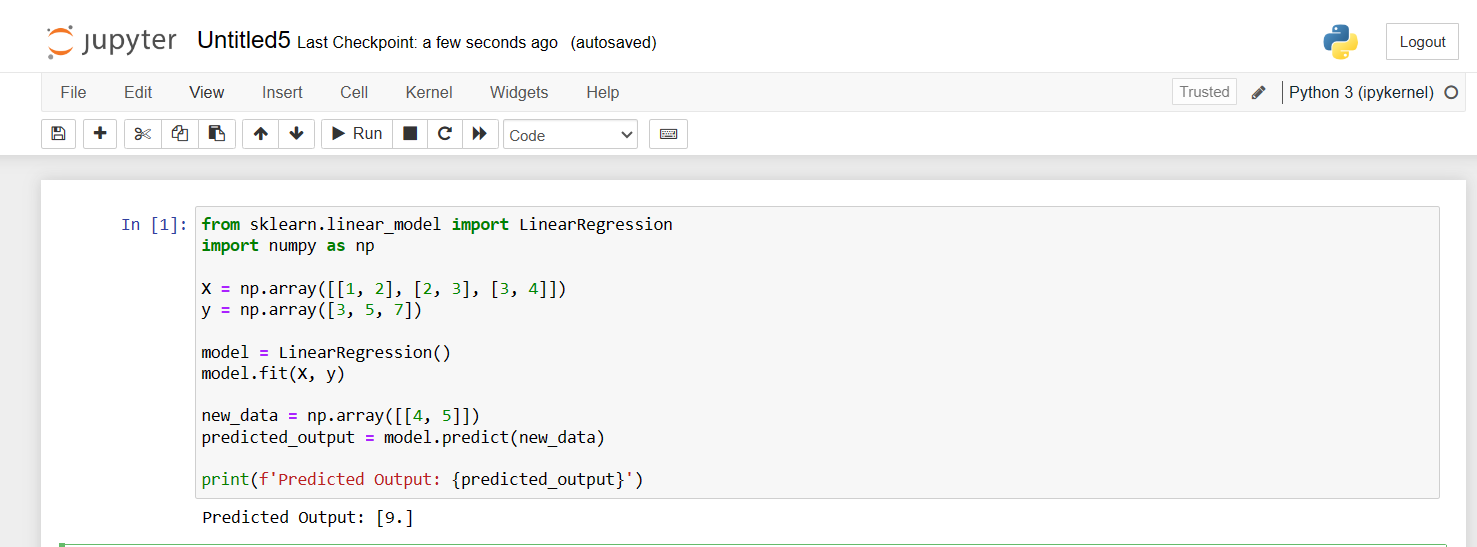 jupyter Untitled5 Last Checkpoint: a few seconds ago (autosaved) Logout
File Edit View Insert Cell Kernel Widgets Help Trusted Python 3 (ipykernel)
Run Code
In [1]: from sklearn.linear_model import LinearRegression
import numpy as np
X = np.array([[1, 2], [2, 3], [3, 4]])
y = np.array([3, 5, 7])
model = LinearRegression()
model.fit(X, y)
new_data = np.array([[4, 5]])
predicted_output = model.predict(new_data)
print(f'Predicted Output: {predicted_output}')
Predicted Output: [9.]